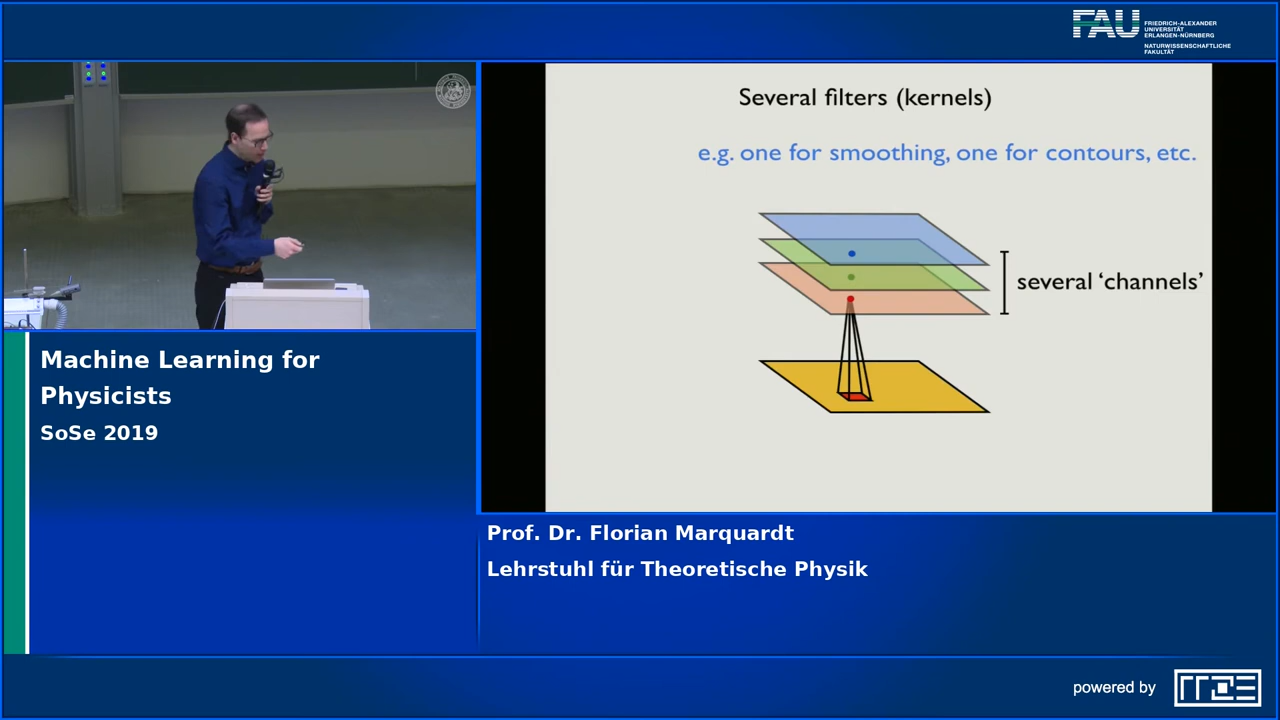 FAU
FRIEDRICH-ALEXANDER
UNIVERSITÄT
ERLANGEN-NÜRNBERG
NATURWISSENSCHAFTLICHE
FAKULTÄT
Several filters (kernels)
e.g. one for smoothing, one for contours, etc.
several ‘channels’
Machine Learning for
Physicists
SoSe 2019
Prof. Dr. Florian Marquardt
Lehrstuhl für Theoretische Physik
powered by